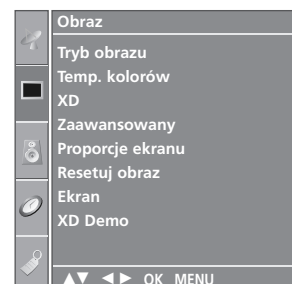 Obraz
Tryb obrazu
Temp. kolorów
XD
Zaawansowany
Proporcje ekranu
Resetuj obraz
Ekran
XD Demo
▲▼ ◄► OK MENU